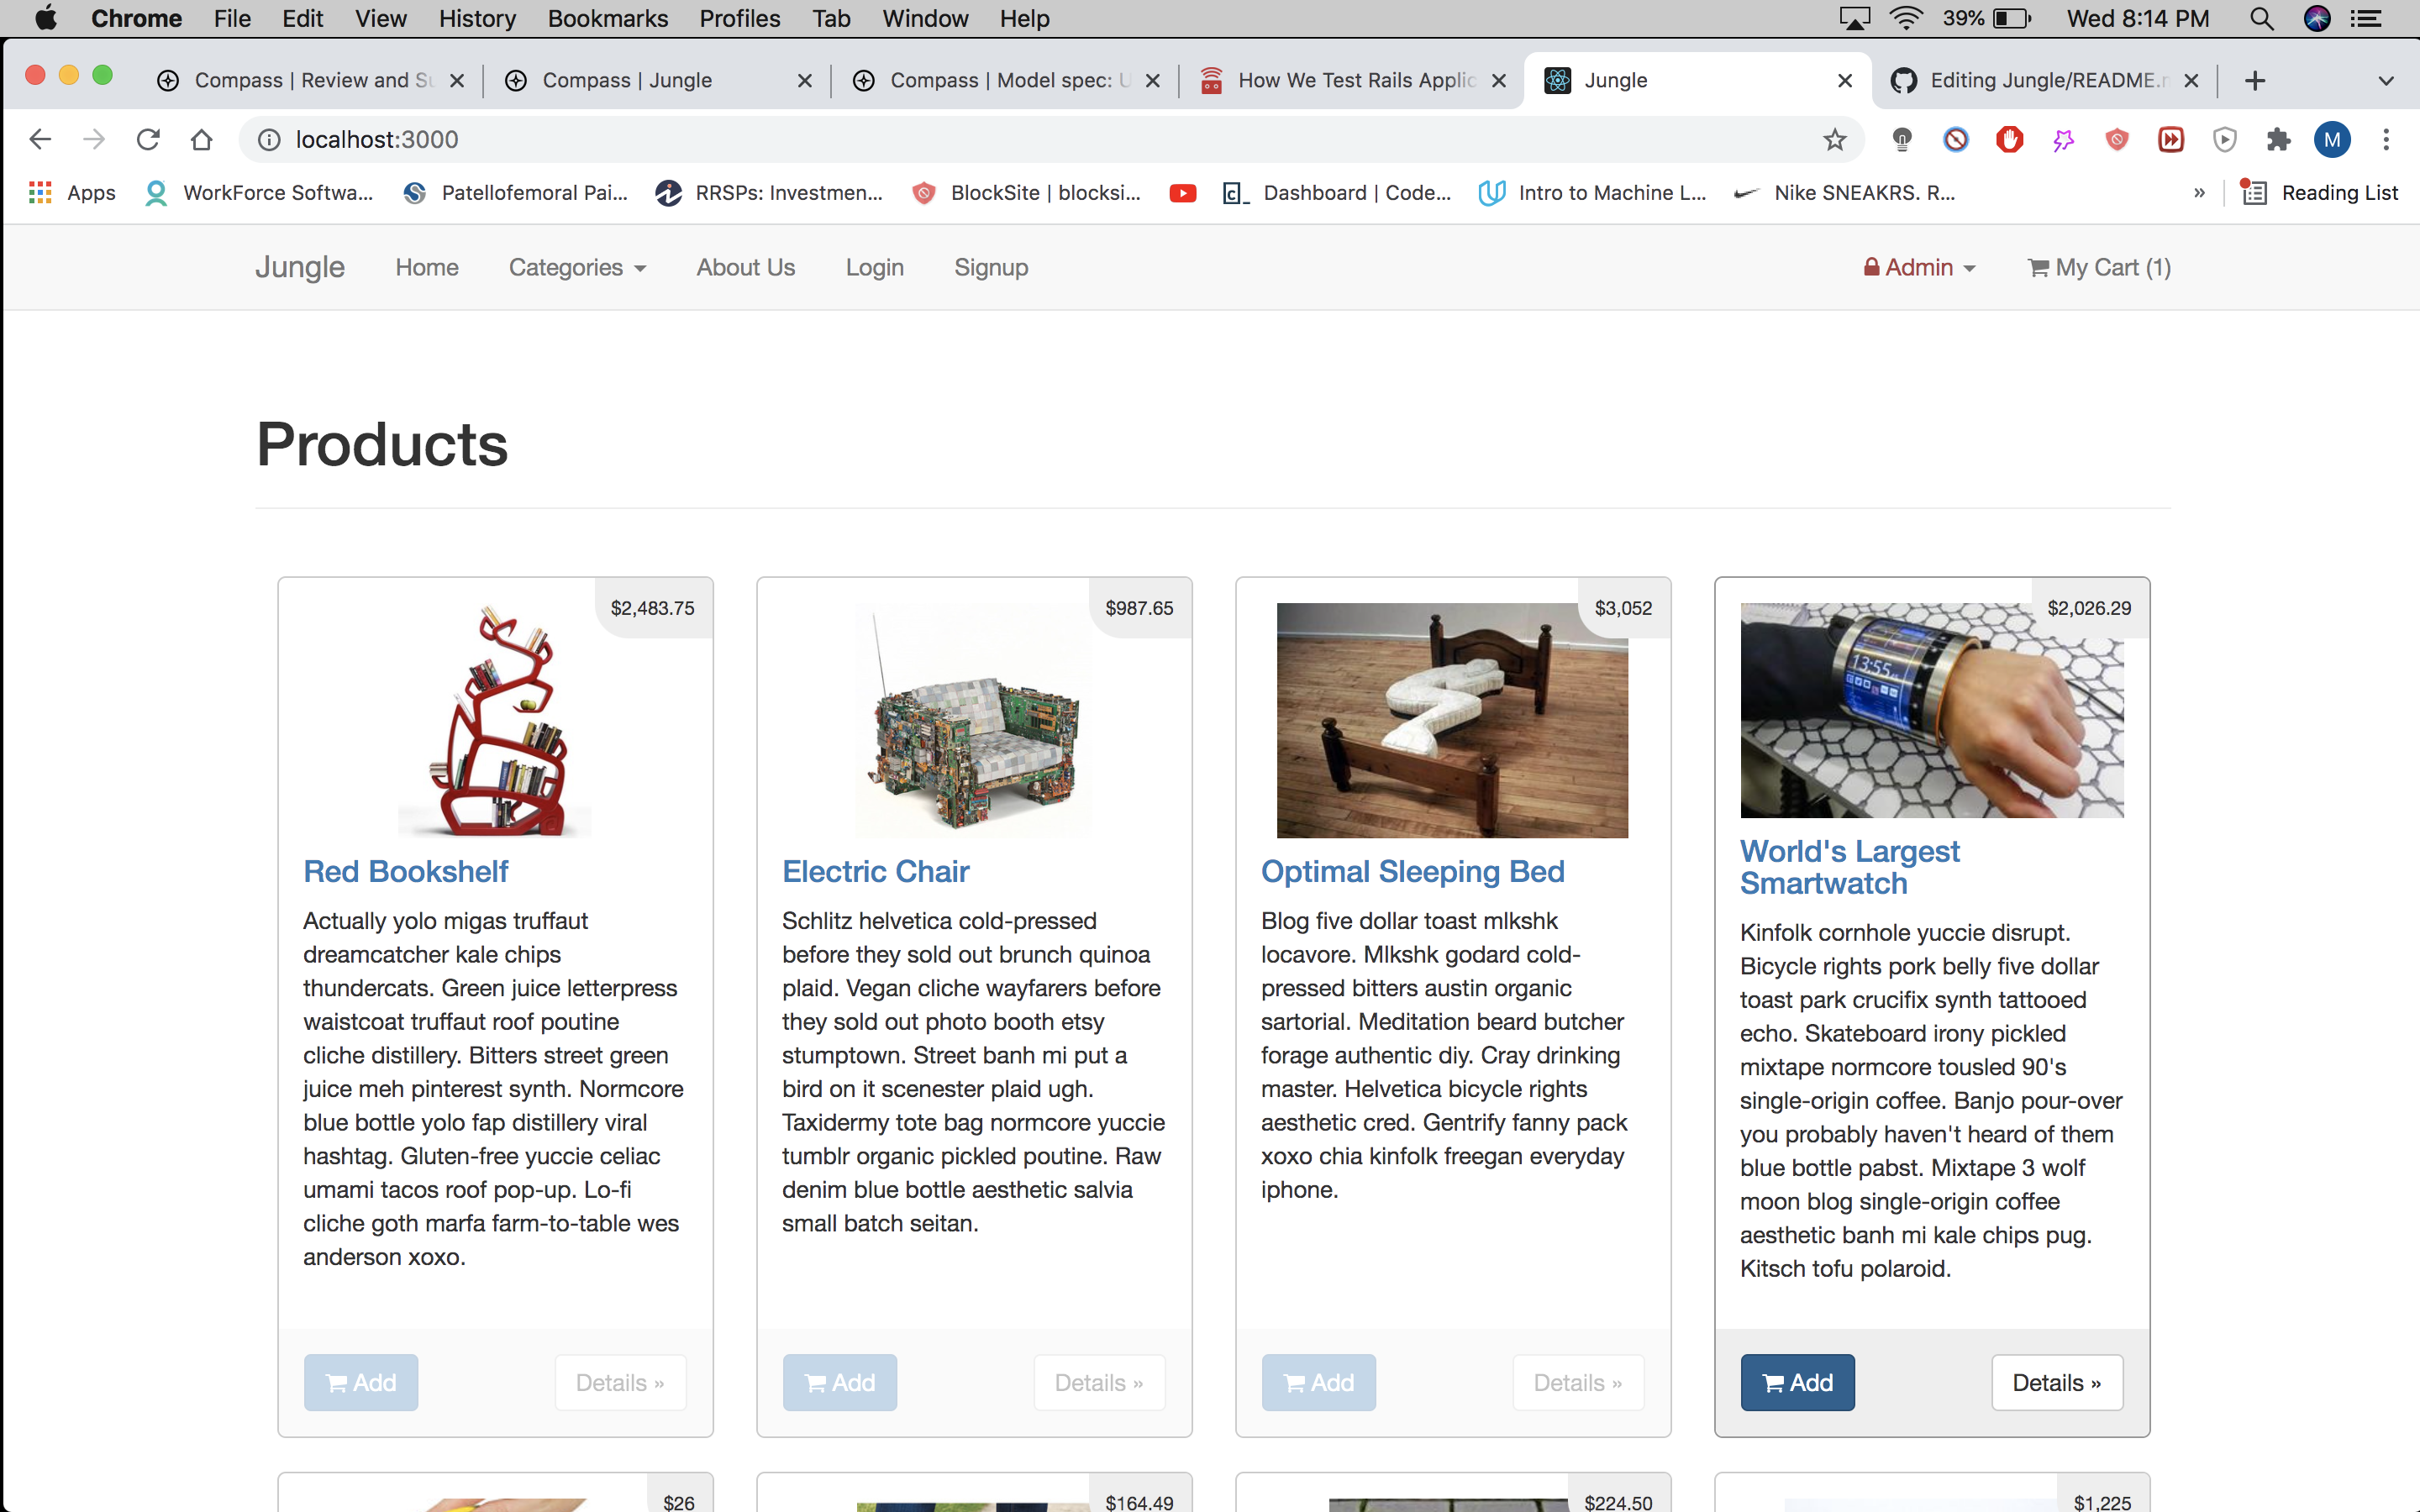 Chrome File Edit View History Bookmarks Profiles Tab Window Help 39% Wed 8:14 PM
Compass | Review and Su Compass | Jungle Compass | Model spec: U How We Test Rails Applic Jungle Editing Jungle/README.m
localhost:3000 M
Apps WorkForce Softwa... Patellofemoral Pai... RRSPs: Investmen... BlockSite | blocksi... Dashboard | Code... Intro to Machine L... Nike SNEAKRS. R... » Reading List
Jungle Home Categories About Us Login Signup Admin My Cart (1)
Products
$2,483.75
Red Bookshelf
Actually yolo migas truffaut
dreamcatcher kale chips
thundercats. Green juice letterpress
waistcoat truffaut roof poutine
cliche distillery. Bitters street green
juice meh pinterest synth. Normcore
blue bottle yolo fap distillery viral
hashtag. Gluten-free yuccie celiac
umami tacos roof pop-up. Lo-fi
cliche goth marfa farm-to-table wes
anderson xoxo.
Add Details »
$987.65
Electric Chair
Schlitz helvetica cold-pressed
before they sold out brunch quinoa
plaid. Vegan cliche wayfarers before
they sold out photo booth etsy
stumptown. Street banh mi put a
bird on it scenester plaid ugh.
Taxidermy tote bag normcore yuccie
tumblr organic pickled poutine. Raw
denim blue bottle aesthetic salvia
small batch seitan.
Add Details »
$3,052
Optimal Sleeping Bed
Blog five dollar toast mlkshk
locavore. Mlkshk godard cold-
pressed bitters austin organic
sartorial. Meditation beard butcher
forage authentic diy. Cray drinking
master. Helvetica bicycle rights
aesthetic cred. Gentrify fanny pack
xoxo chia kinfolk freegan everyday
iphone.
Add Details »
$2,026.29
13:55
World's Largest
Smartwatch
Kinfolk cornhole yuccie disrupt.
Bicycle rights pork belly five dollar
toast park crucifix synth tattooed
echo. Skateboard irony pickled
mixtape normcore tousled 90's
single-origin coffee. Banjo pour-over
you probably haven't heard of them
blue bottle pabst. Mixtape 3 wolf
moon blog single-origin coffee
aesthetic banh mi kale chips pug.
Kitsch tofu polaroid.
Add Details »
$26 $164.49 $224.50 $1,225